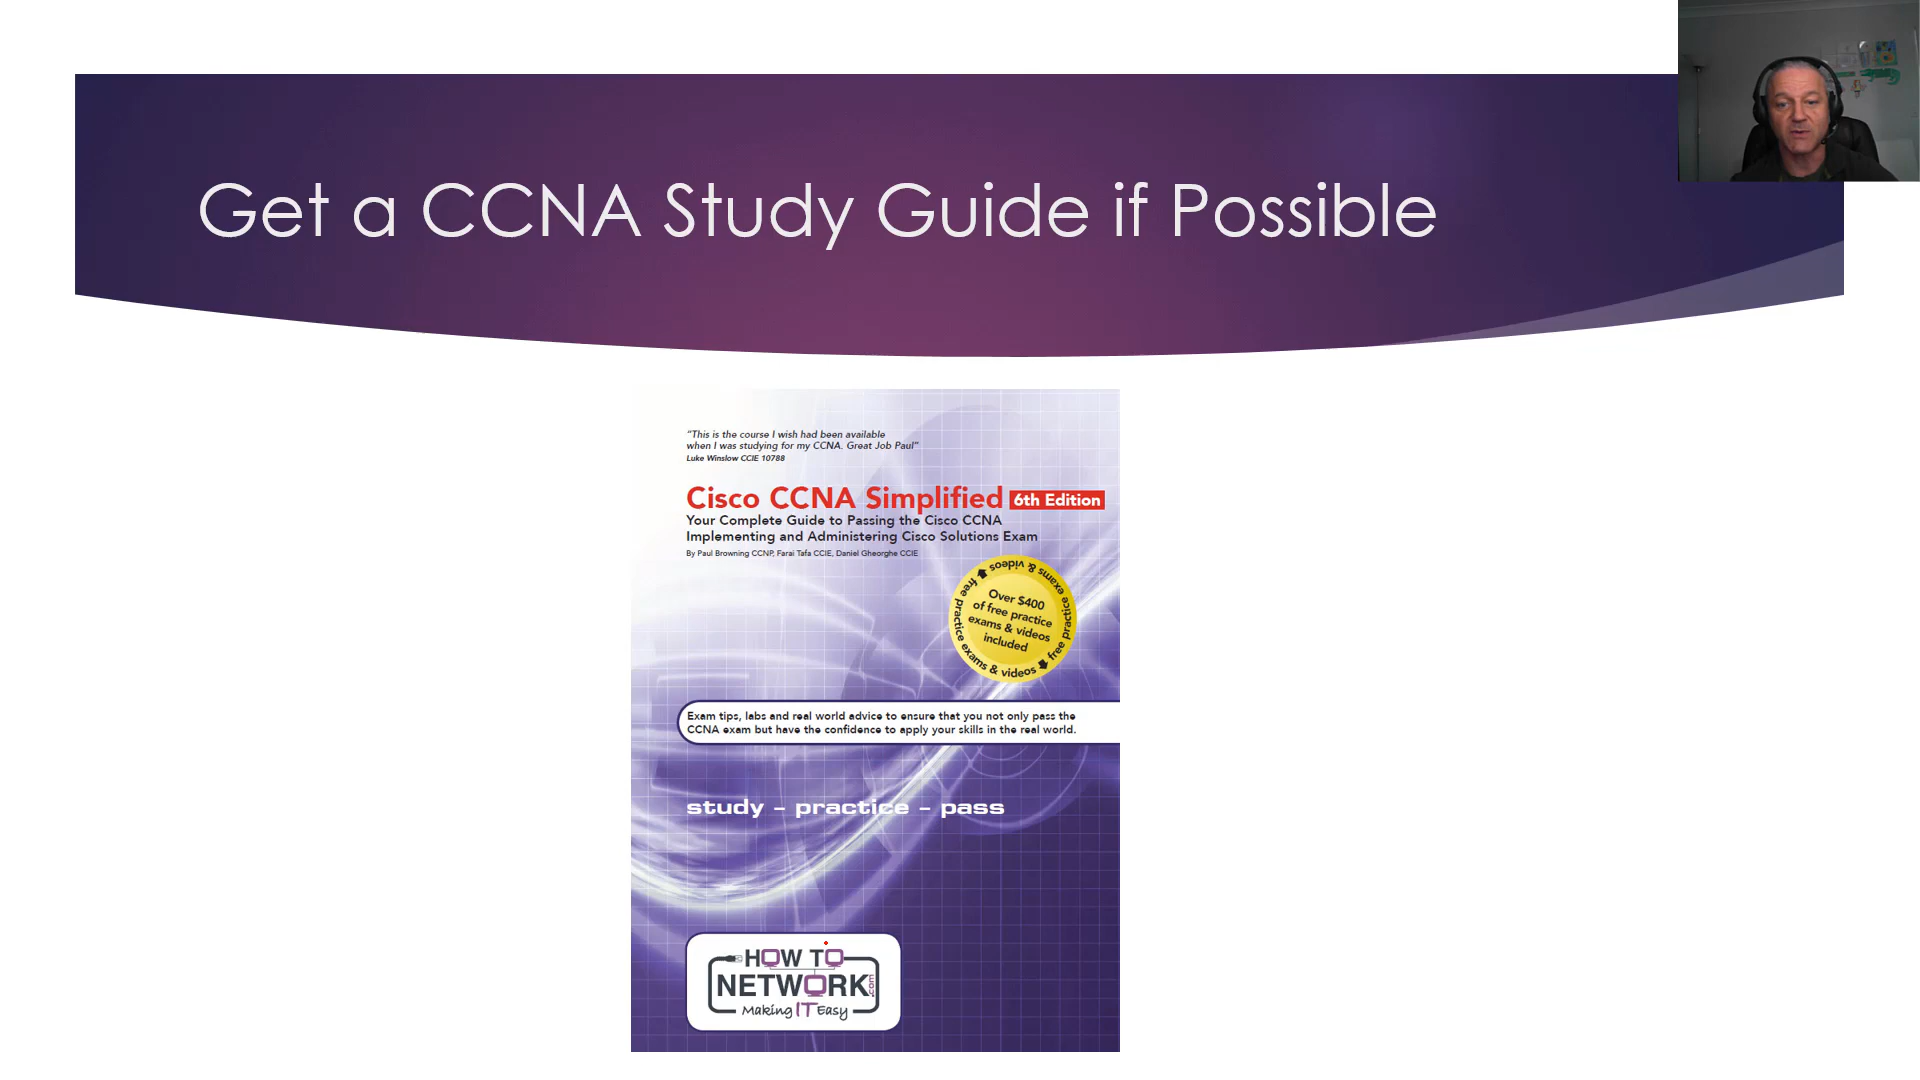 Get a CCNA Study Guide if Possible
"This is the course I wish had been available
when I was studying for my CCNA. Great Job Paul"
Luke Winslow CCIE 10788
Cisco CCNA Simplified 6th Edition
Your Complete Guide to Passing the Cisco CCNA
Implementing and Administering Cisco Solutions Exam
By Paul Browning CCNP, Farai Tafa CCIE, Daniel Gheorghe CCIE
free practice exams & videos
free practice exams & videos
Over $400
of free practice
exams & videos
included
Exam tips, labs and real world advice to ensure that you not only pass the
CCNA exam but have the confidence to apply your skills in the real world.
study – practice – pass
HOW TO
NETWORK.com
Making IT Easy